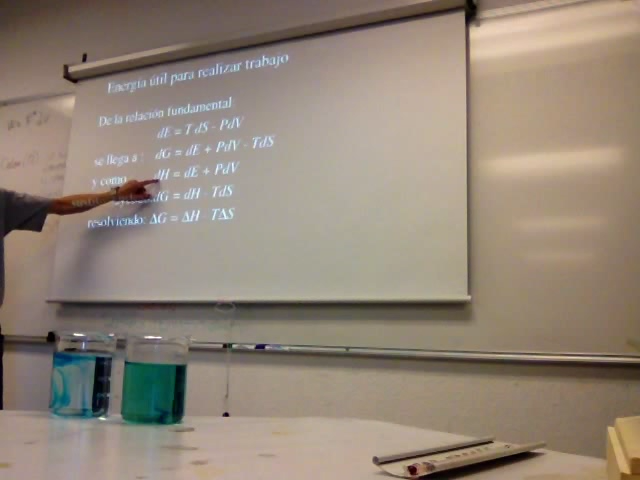 Energía útil para realizar trabajo
De la relación fundamental
dE = T dS - PdV
se llega a : dG = dE + PdV - TdS
y como dH = dE + PdV
dG = dH - TdS
resolviendo: ΔG = ΔH - TΔS